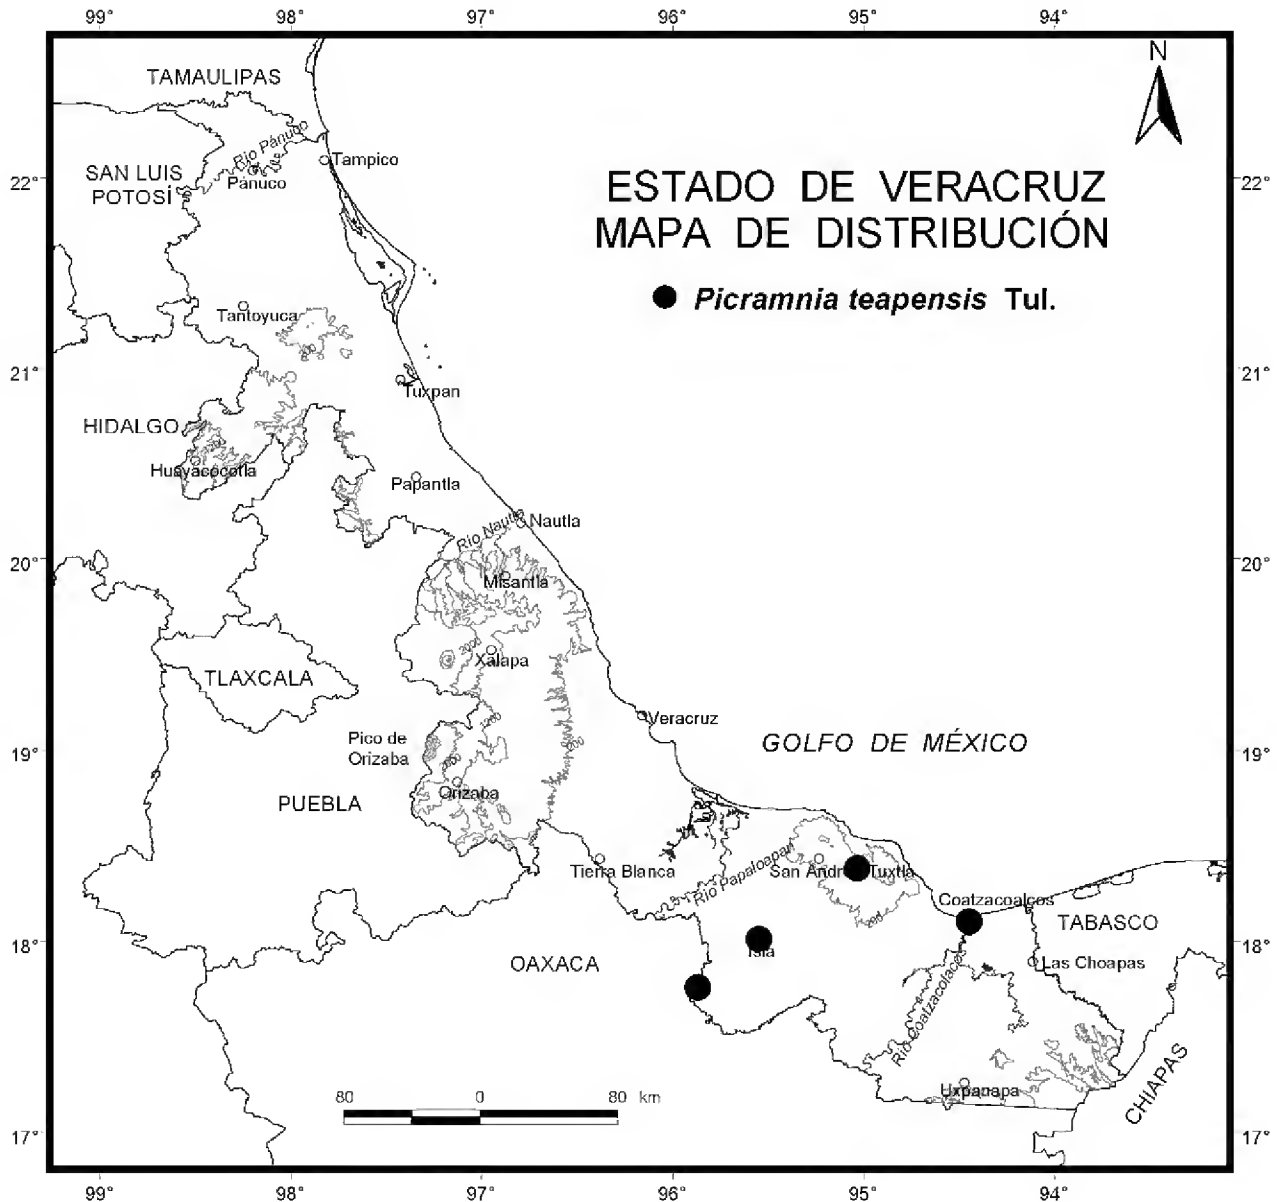 99° 98° 97° 96° 95° 94°
N
TAMAULIPAS
Río Pánuco
Tampico
SAN LUIS
POTOSÍ
Pánuco
22° 22°
ESTADO DE VERACRUZ
MAPA DE DISTRIBUCIÓN
Picramnia teapensis Tul.
Tantoyuca
21° 21°
Tuxpan
HIDALGO
Huayacocotla
Papantla
Río Nautla
Nautla
20° 20°
Misantla
2000
Xalapa
TLAXCALA
Veracruz
Pico de
Orizaba
GOLFO DE MÉXICO
19° 19°
Orizaba
PUEBLA
Tierra Blanca
Río Papaloapan
San Andr Tuxtla
200
Coatzacoalcos
TABASCO
18° 18°
Isla
OAXACA
Las Choapas
Río Coatzacolacos
Uxpanapa
CHIAPAS
80 0 80 km
17° 17°
99° 98° 97° 96° 95° 94°